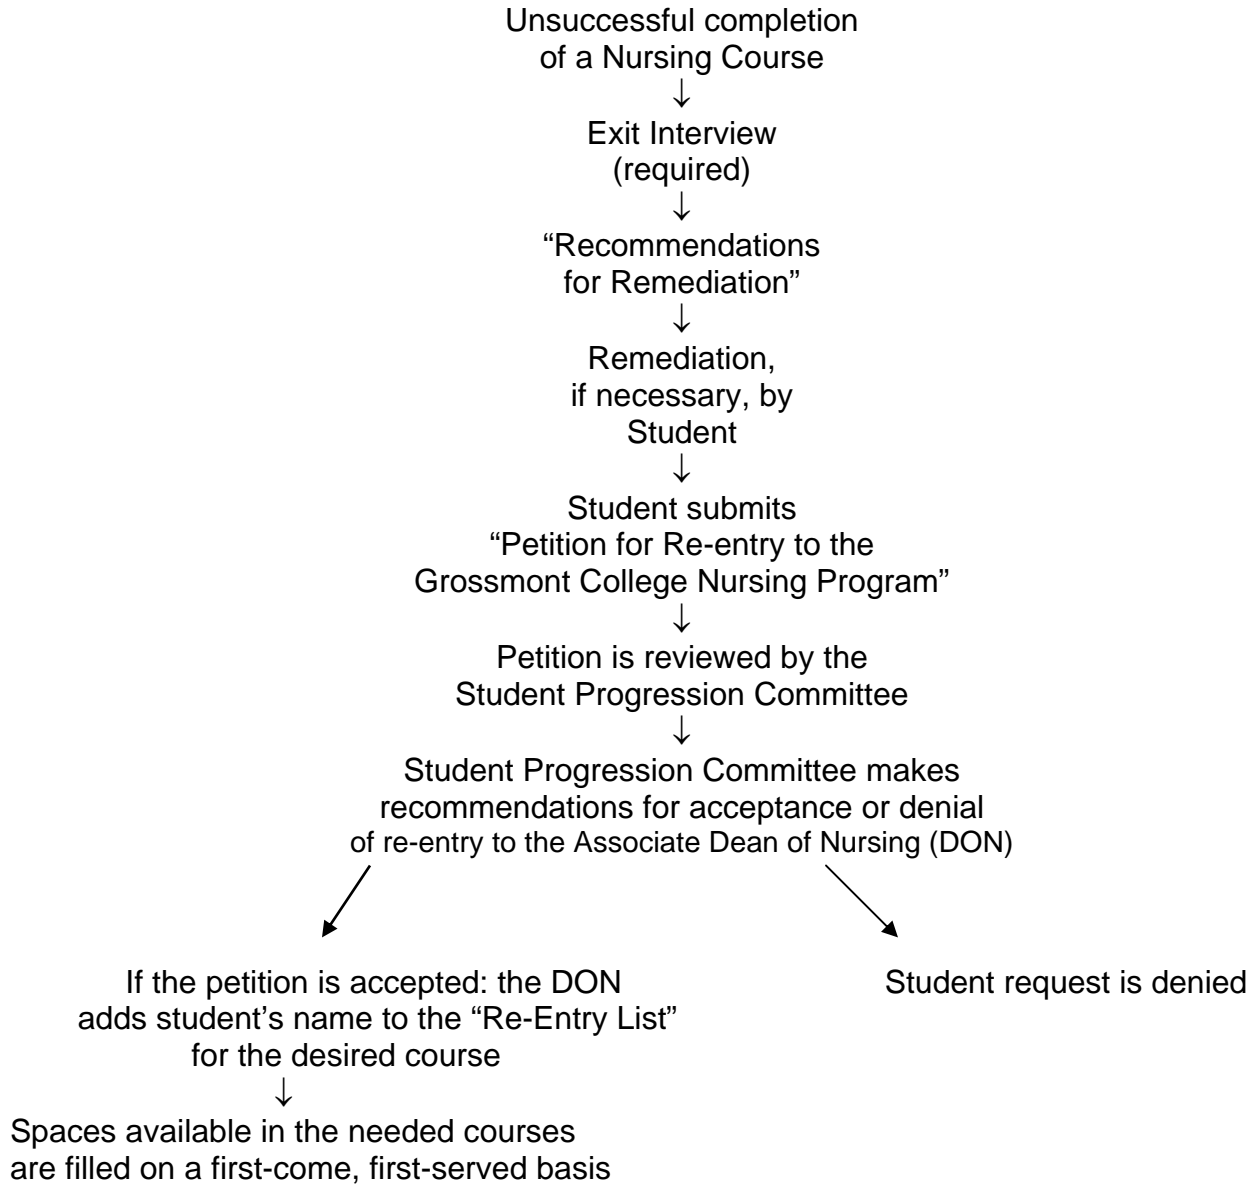 Unsuccessful completion
of a Nursing Course
↓
Exit Interview
(required)
↓
“Recommendations
for Remediation”
↓
Remediation,
if necessary, by
Student
↓
Student submits
“Petition for Re-entry to the
Grossmont College Nursing Program”
↓
Petition is reviewed by the
Student Progression Committee
↓
Student Progression Committee makes
recommendations for acceptance or denial
of re-entry to the Associate Dean of Nursing (DON)
If the petition is accepted: the DON
adds student’s name to the “Re-Entry List”
for the desired course
↓
Spaces available in the needed courses
are filled on a first-come, first-served basis
Student request is denied